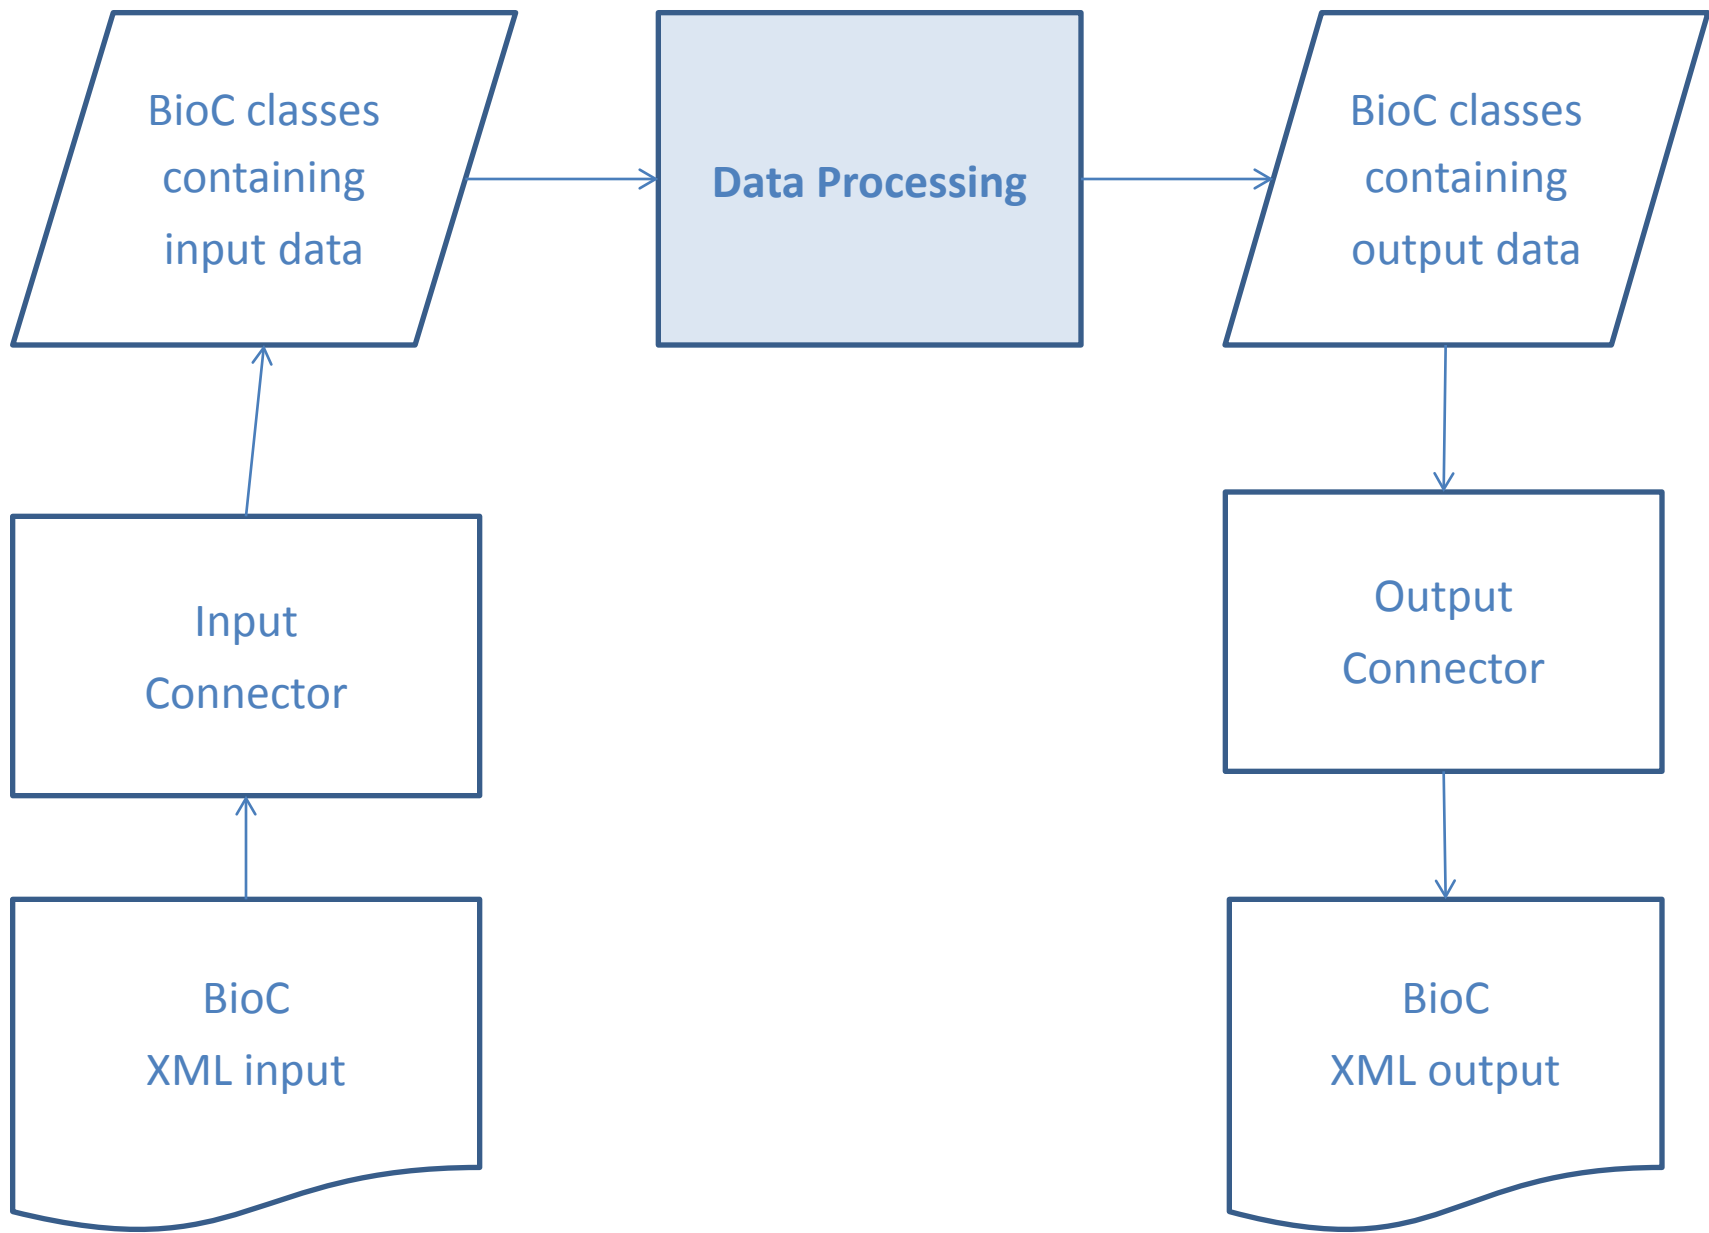 BioC classes
containing
input data
Data Processing
BioC classes
containing
output data
Input
Connector
Output
Connector
BioC
XML input
BioC
XML output